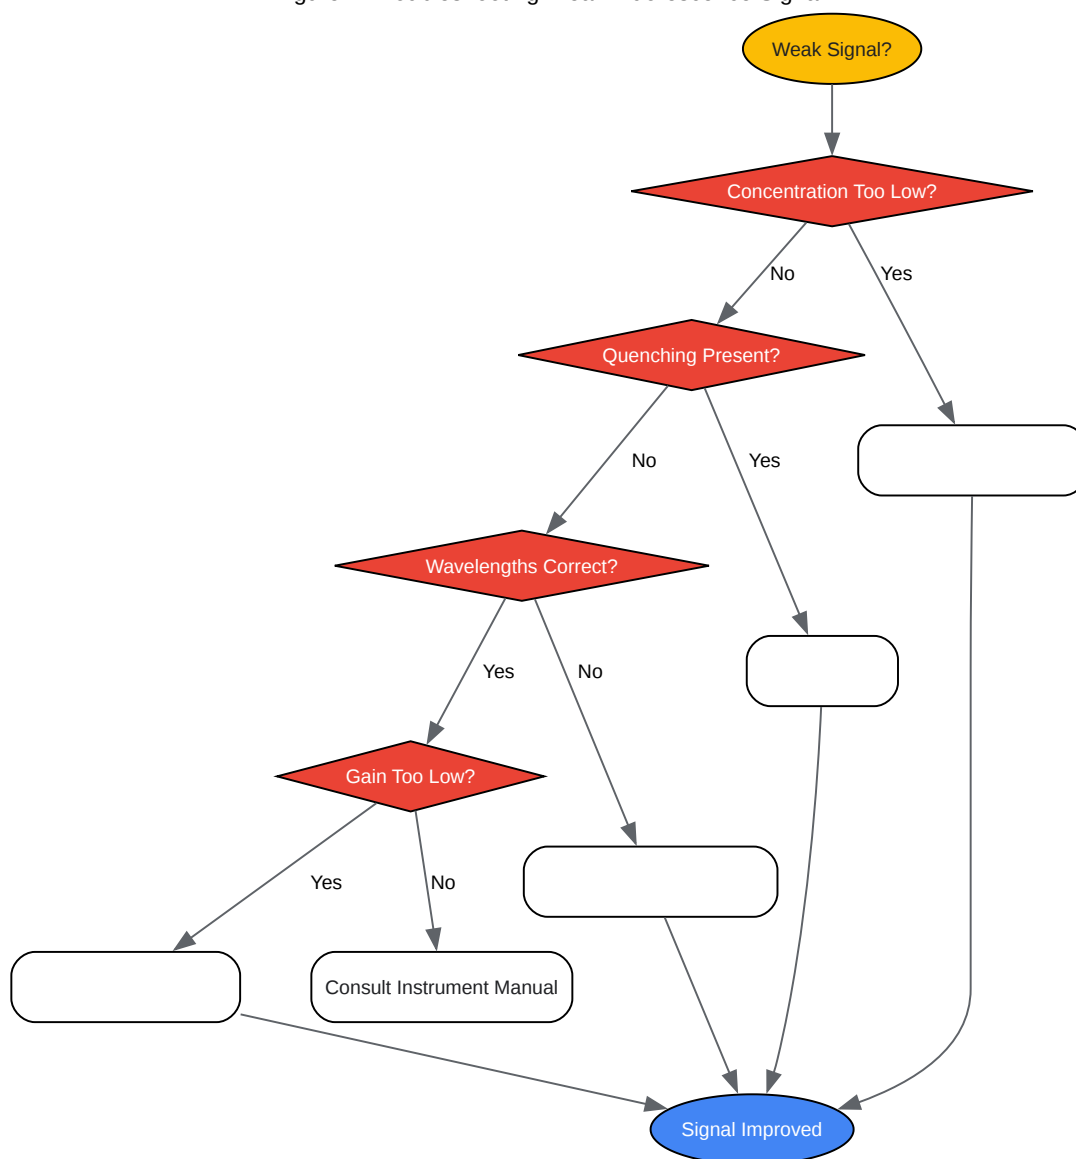 Weak Signal?
Concentration Too Low?
No
Yes
Quenching Present?
No
Yes
Wavelengths Correct?
Yes
No
Gain Too Low?
Yes
No
Consult Instrument Manual
Signal Improved